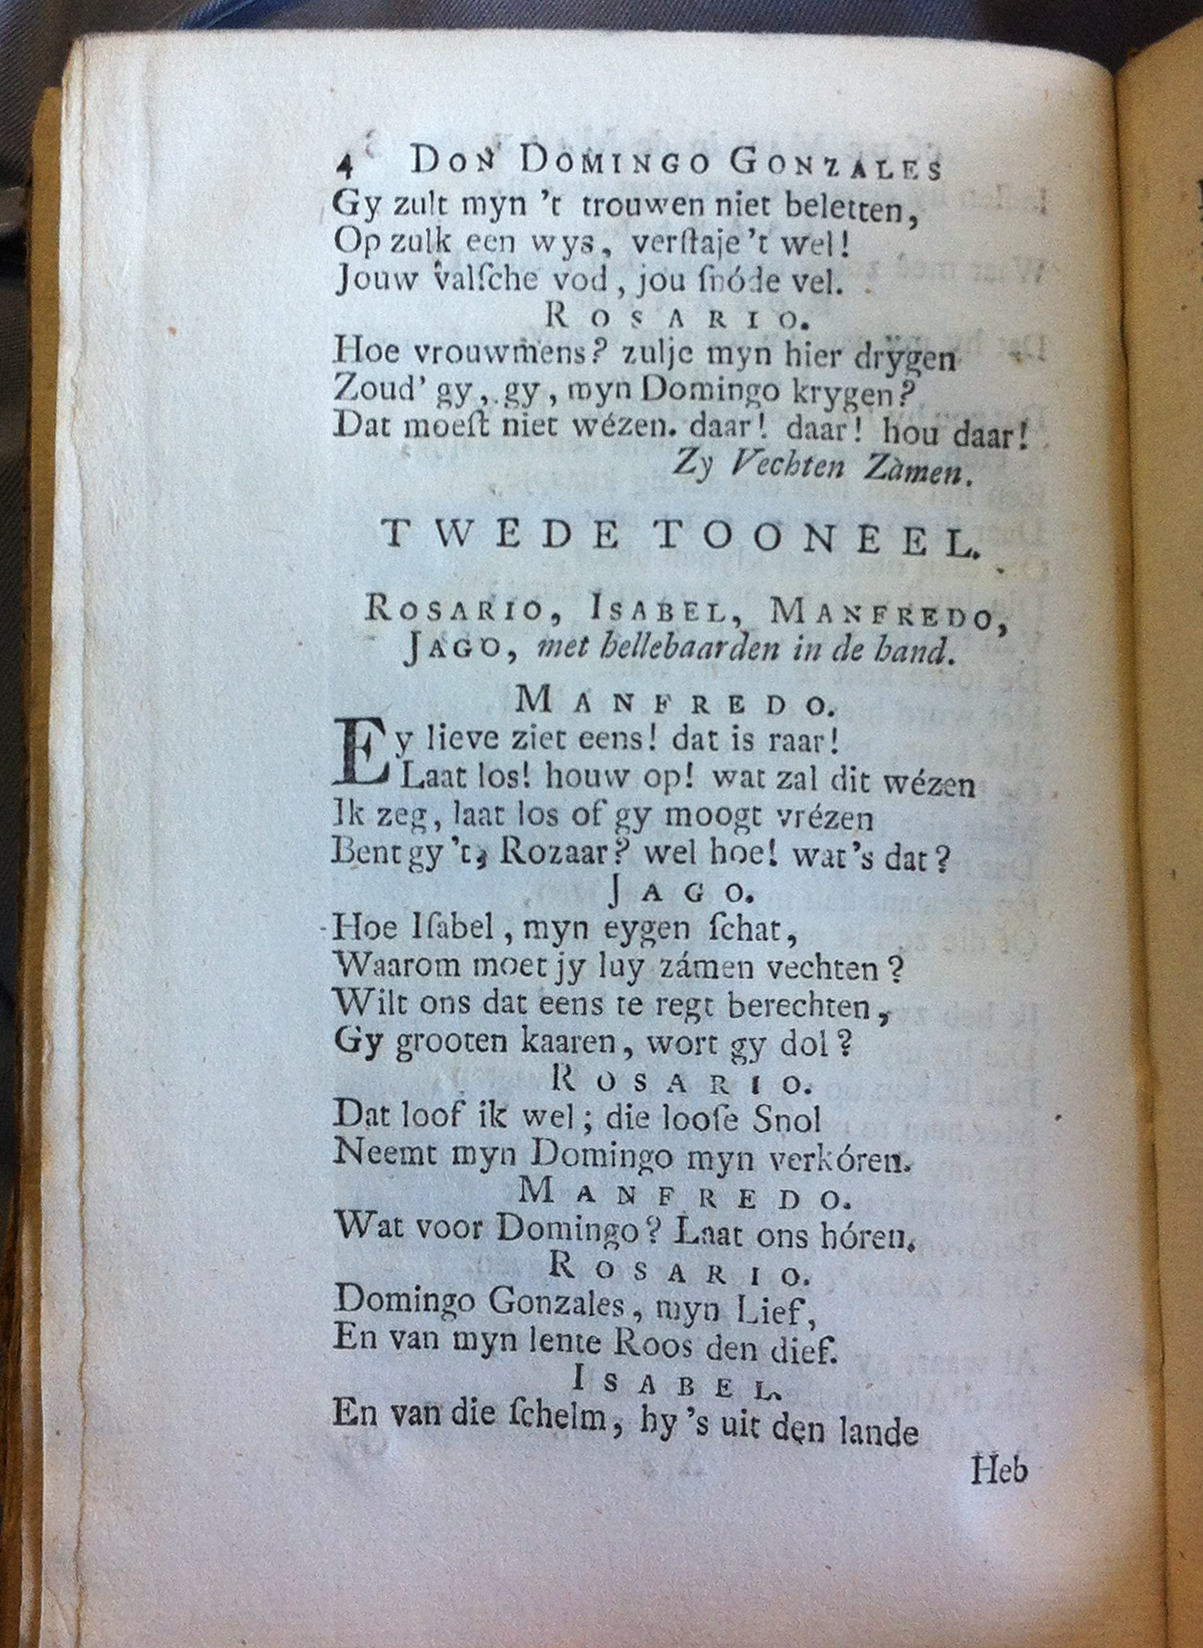 4 DON DOMINGO GONZALES
Gy zult myn 't trouwen niet beletten,
Op zulk een wys, verſtaje 't wel!
Jouw valſche vod, jou ſnóde vel.
ROSARIO.
Hoe vrouwmens? zulje myn hier drygen
Zoud' gy, gy, myn Domingo krygen?
Dat moeſt niet wézen. daar! daar! hou daar!
Zy Vechten Zàmen.
TWEDE TOONEEL.
ROSARIO, ISABEL, MANFREDO,
JAGO, met hellebaarden in de hand.
MANFREDO.
Ey lieve ziet eens! dat is raar!
Laat los! houw op! wat zal dit wézen
Ik zeg, laat los of gy moogt vrézen
Bent gy 't, Rozaar? wel hoe! wat's dat?
JAGO.
Hoe Iſabel, myn eygen ſchat,
Waarom moet jy luy zámen vechten?
Wilt ons dat eens te regt berechten,
Gy grooten kaaren, wort gy dol?
ROSARIO.
Dat loof ik wel; die looſe Snol
Neemt myn Domingo myn verkóren.
MANFREDO.
Wat voor Domingo? Laat ons hóren.
ROSARIO.
Domingo Gonzales, myn Lief,
En van myn lente Roos den dief.
ISABEL.
En van die ſchelm, hy 's uit den lande
Heb